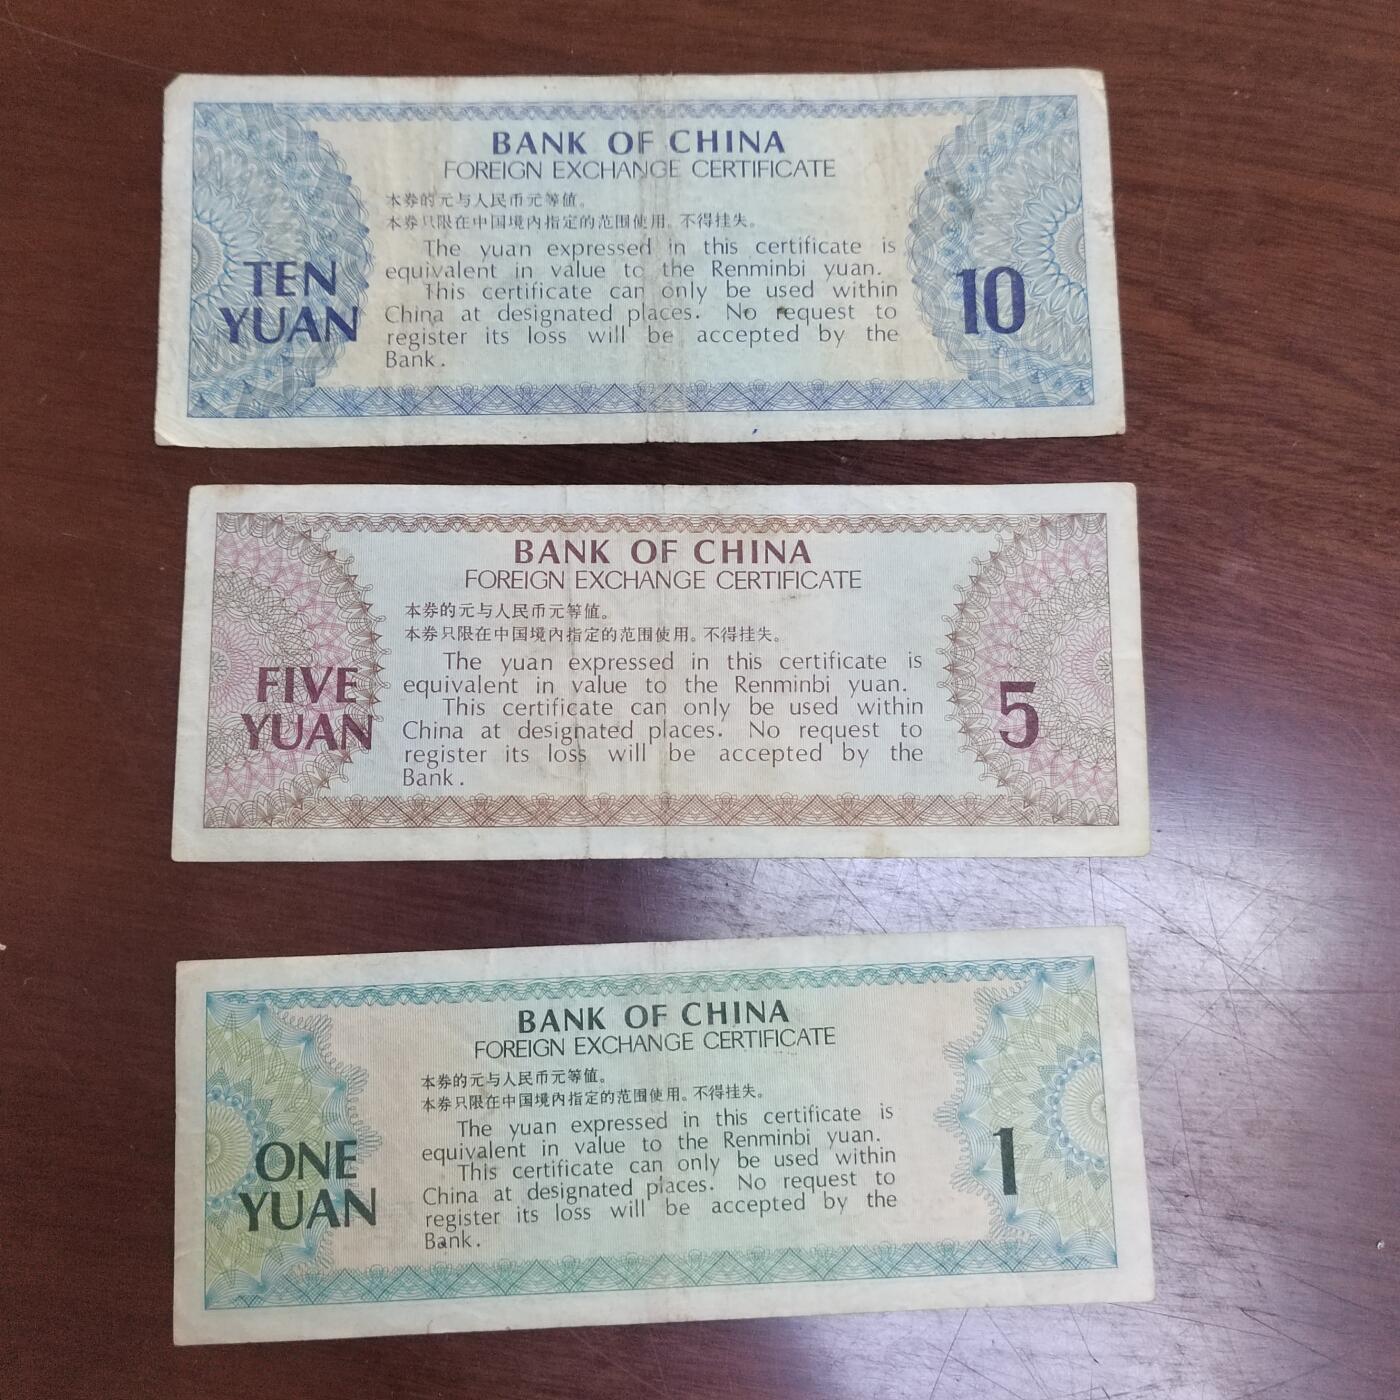 BANK OF CHINA
FOREIGN EXCHANGE CERTIFICATE
本券的元与人民币元等值。
本券只限在中国境内指定的范围使用。不得挂失。
The yuan expressed in this certificate is
equivalent in value to the Renminbi yuan.
This certificate can only be used within
China at designated places. No request to
register its loss will be accepted by the
Bank.
TEN
YUAN
10
BANK OF CHINA
FOREIGN EXCHANGE CERTIFICATE
本券的元与人民币元等值。
本券只限在中国境内指定的范围使用。不得挂失。
The yuan expressed in this certificate is
equivalent in value to the Renminbi yuan.
This certificate can only be used within
China at designated places. No request to
register its loss will be accepted by the
Bank.
FIVE
YUAN
5
BANK OF CHINA
FOREIGN EXCHANGE CERTIFICATE
本券的元与人民币元等值。
本券只限在中国境内指定的范围使用。不得挂失。
The yuan expressed in this certificate is
equivalent in value to the Renminbi yuan.
This certificate can only be used within
China at designated places. No request to
register its loss will be accepted by the
Bank.
ONE
YUAN
1